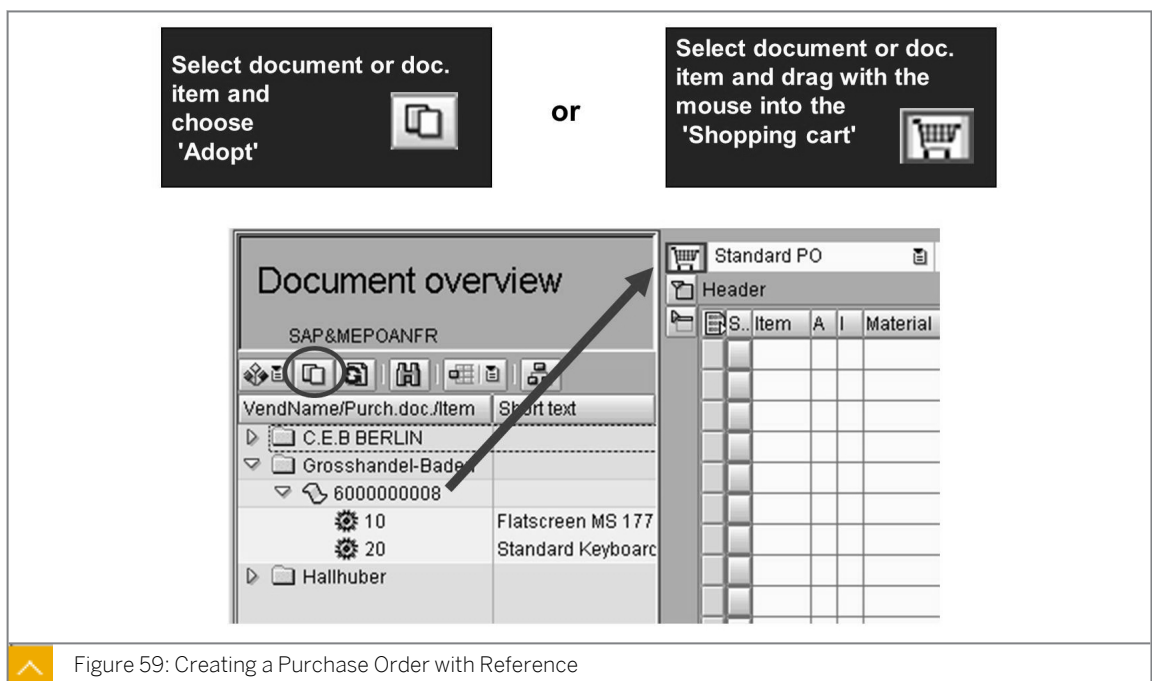 Select document or doc.
item and
choose
'Adopt'
or
Select document or doc.
item and drag with the
mouse into the
'Shopping cart'
Document overview
SAP&MEPOANFR
VendName/Purch.doc./Item
Short text
C.E.B BERLIN
Grosshandel-Baden
6000000008
10
Flatscreen MS 177
20
Standard Keyboard
Hallhuber
Standard PO
Header
S.. Item A I Material
Figure 59: Creating a Purchase Order with Reference